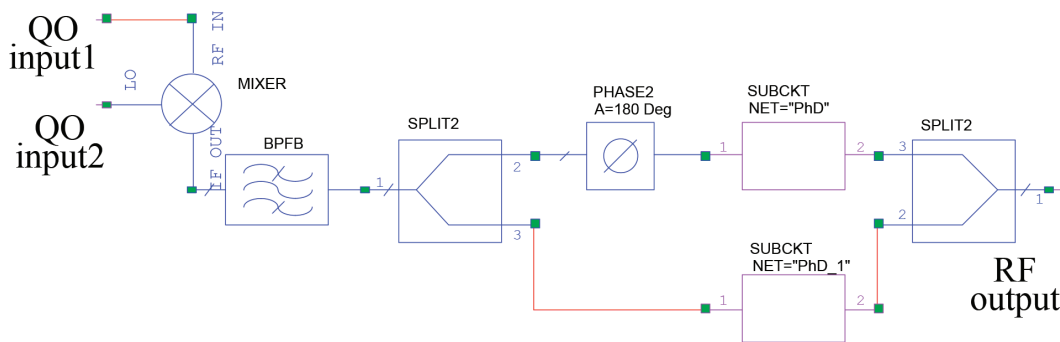 QO
input1
RF IN
LO
MIXER
QO
input2
IF OUT
BPFB
1
SPLIT2
2
3
PHASE2
A=180 Deg
SUBCKT
NET="PhD"
1
2
SUBCKT
NET="PhD_1"
1
2
SPLIT2
3
2
1
RF
output